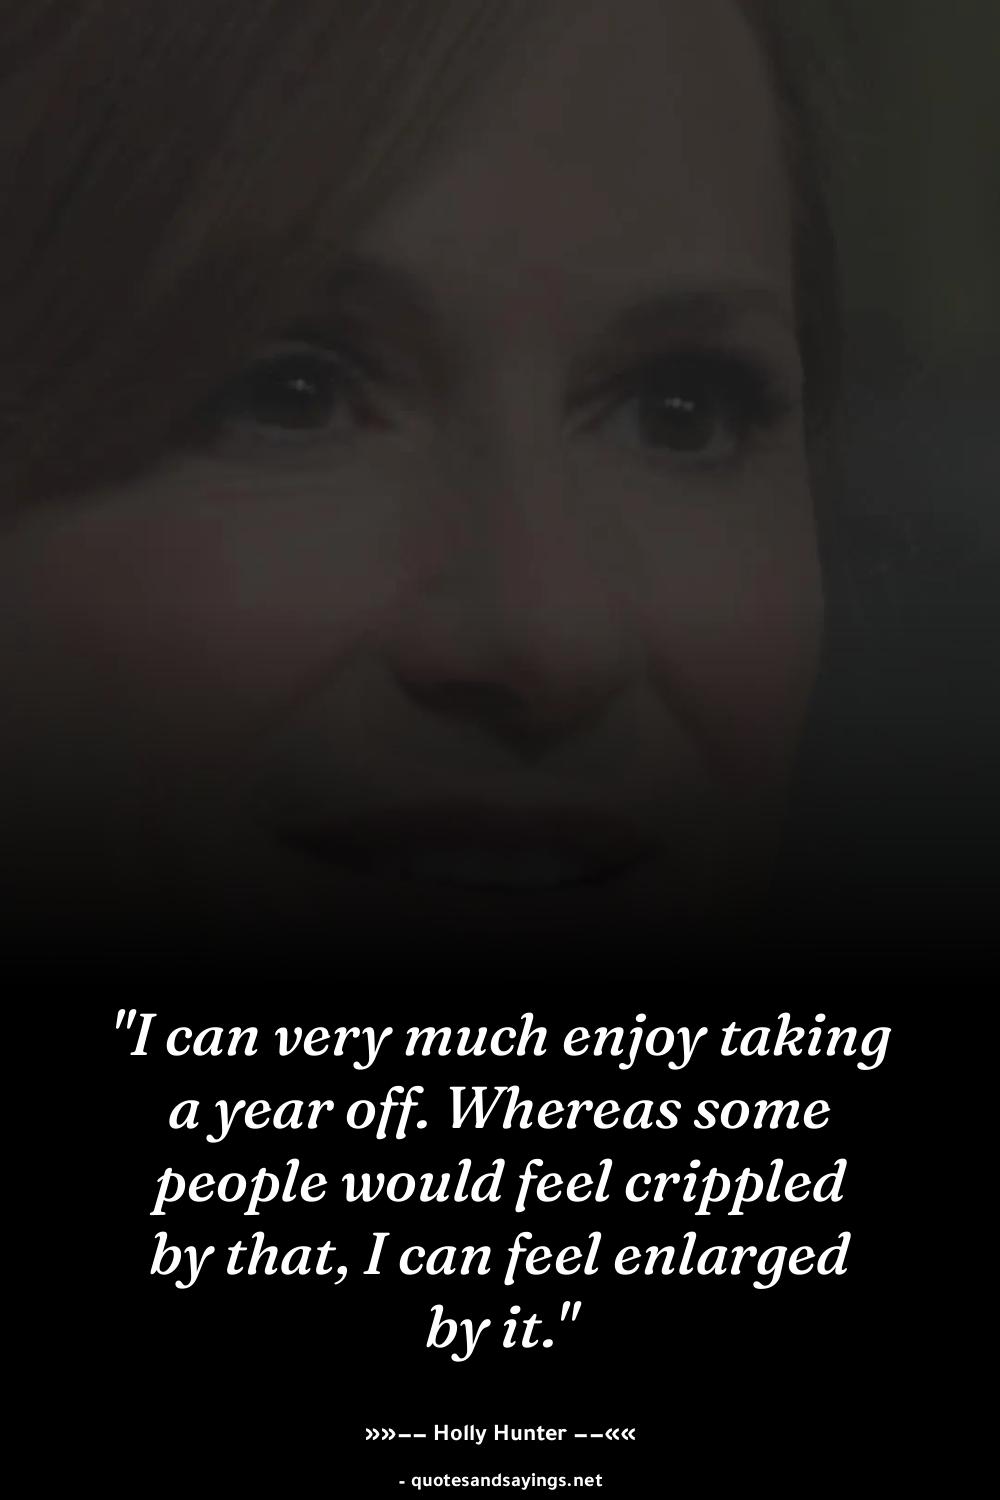 "I can very much enjoy taking
a year off. Whereas some
people would feel crippled
by that, I can feel enlarged
by it."
»»−− Holly Hunter −−««
- quotesandsayings.net